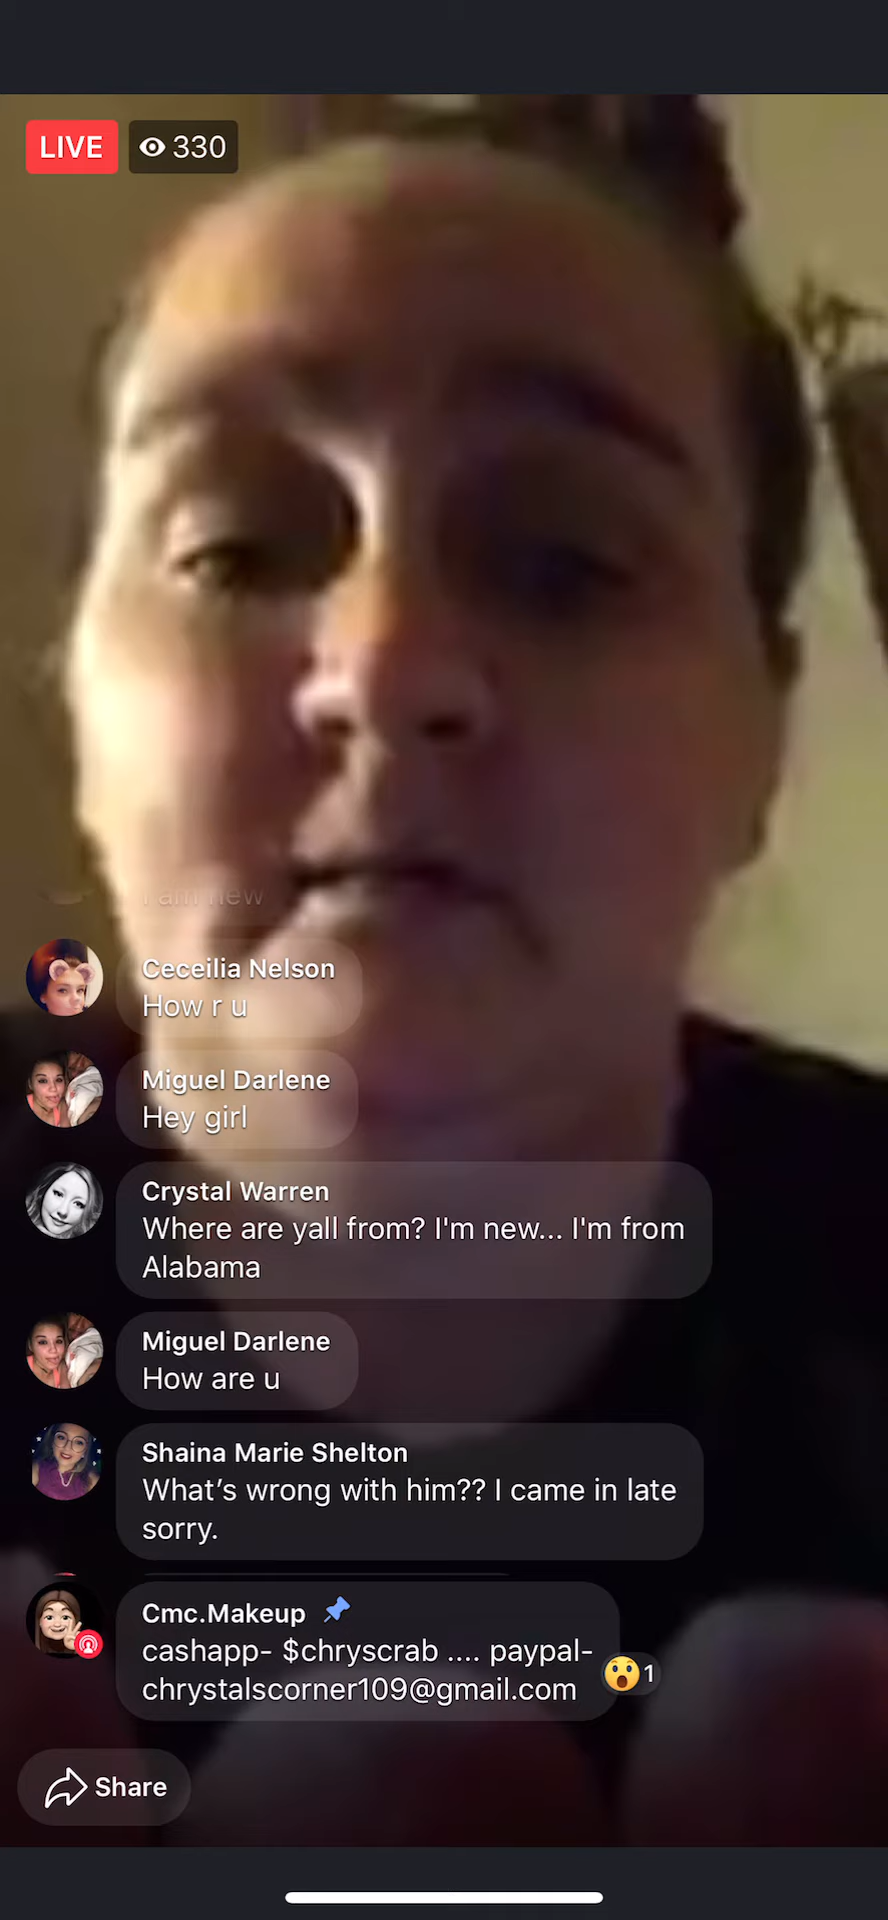 LIVE
330
I am new
Ceceilia Nelson
How r u
Miguel Darlene
Hey girl
Crystal Warren
Where are yall from? I'm new... I'm from
Alabama
Miguel Darlene
How are u
Shaina Marie Shelton
What’s wrong with him?? I came in late
sorry.
Cmc.Makeup
cashapp- $chryscrab .... paypal-
chrystalscorner109@gmail.com
1
Share